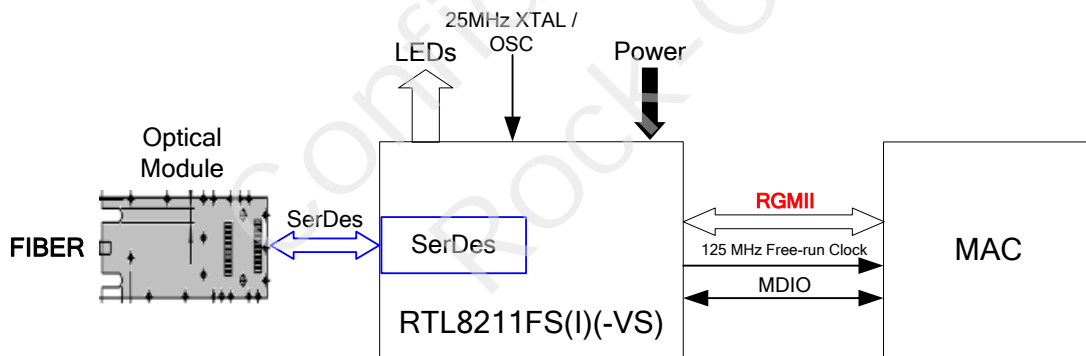 25MHz XTAL /
OSC
LEDs
Power
Optical
Module
FIBER
SerDes
SerDes
RGMII
125 MHz Free-run Clock
MDIO
MAC
RTL8211FS(I)(-VS)